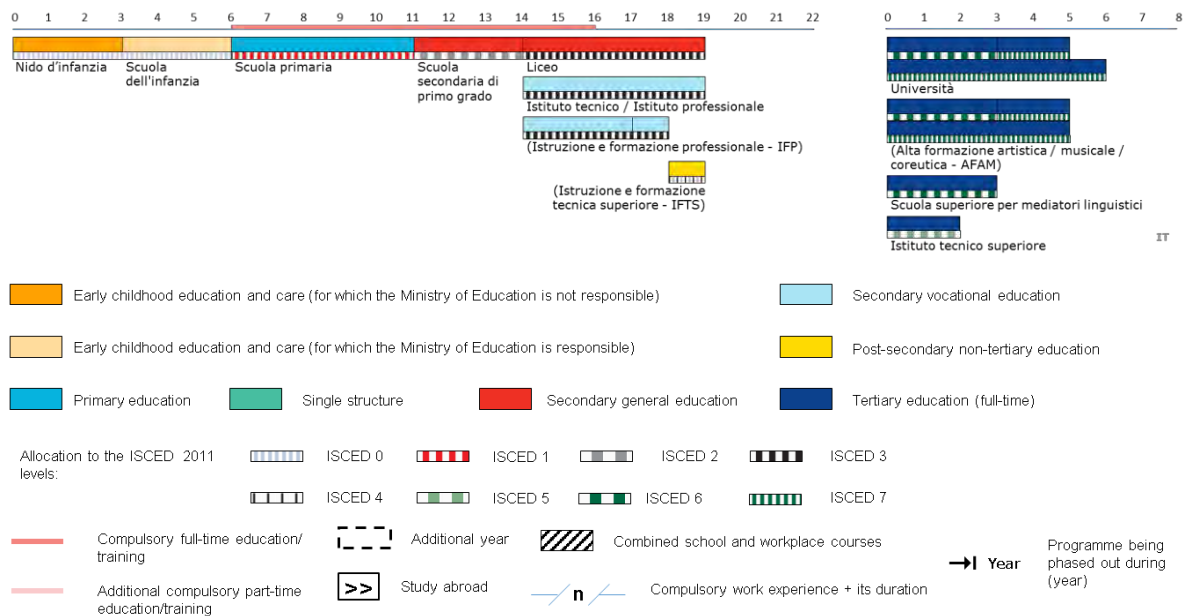 0 1 2 3 4 5 6 7 8 9 10 11 12 13 14 15 16 17 18 19 20 21 22
0 1 2 3 4 5 6 7 8
Nido d'infanzia
Scuola
dell'infanzia
Scuola primaria
Scuola
secondaria di
primo grado
Liceo
Istituto tecnico / Istituto professionale
(Istruzione e formazione professionale - IFP)
(Istruzione e formazione
tecnica superiore - IFTS)
Università
(Alta formazione artistica / musicale /
coreutica - AFAM)
Scuola superiore per mediatori linguistici
Istituto tecnico superiore
IT
Early childhood education and care (for which the Ministry of Education is not responsible)
Secondary vocational education
Early childhood education and care (for which the Ministry of Education is responsible)
Post-secondary non-tertiary education
Primary education
Single structure
Secondary general education
Tertiary education (full-time)
Allocation to the ISCED 2011
levels:
ISCED 0
ISCED 1
ISCED 2
ISCED 3
ISCED 4
ISCED 5
ISCED 6
ISCED 7
Compulsory full-time education/
training
Additional year
Combined school and workplace courses
Year
Programme being
phased out during
(year)
Additional compulsory part-time
education/training
>>
Study abroad
n
Compulsory work experience + its duration